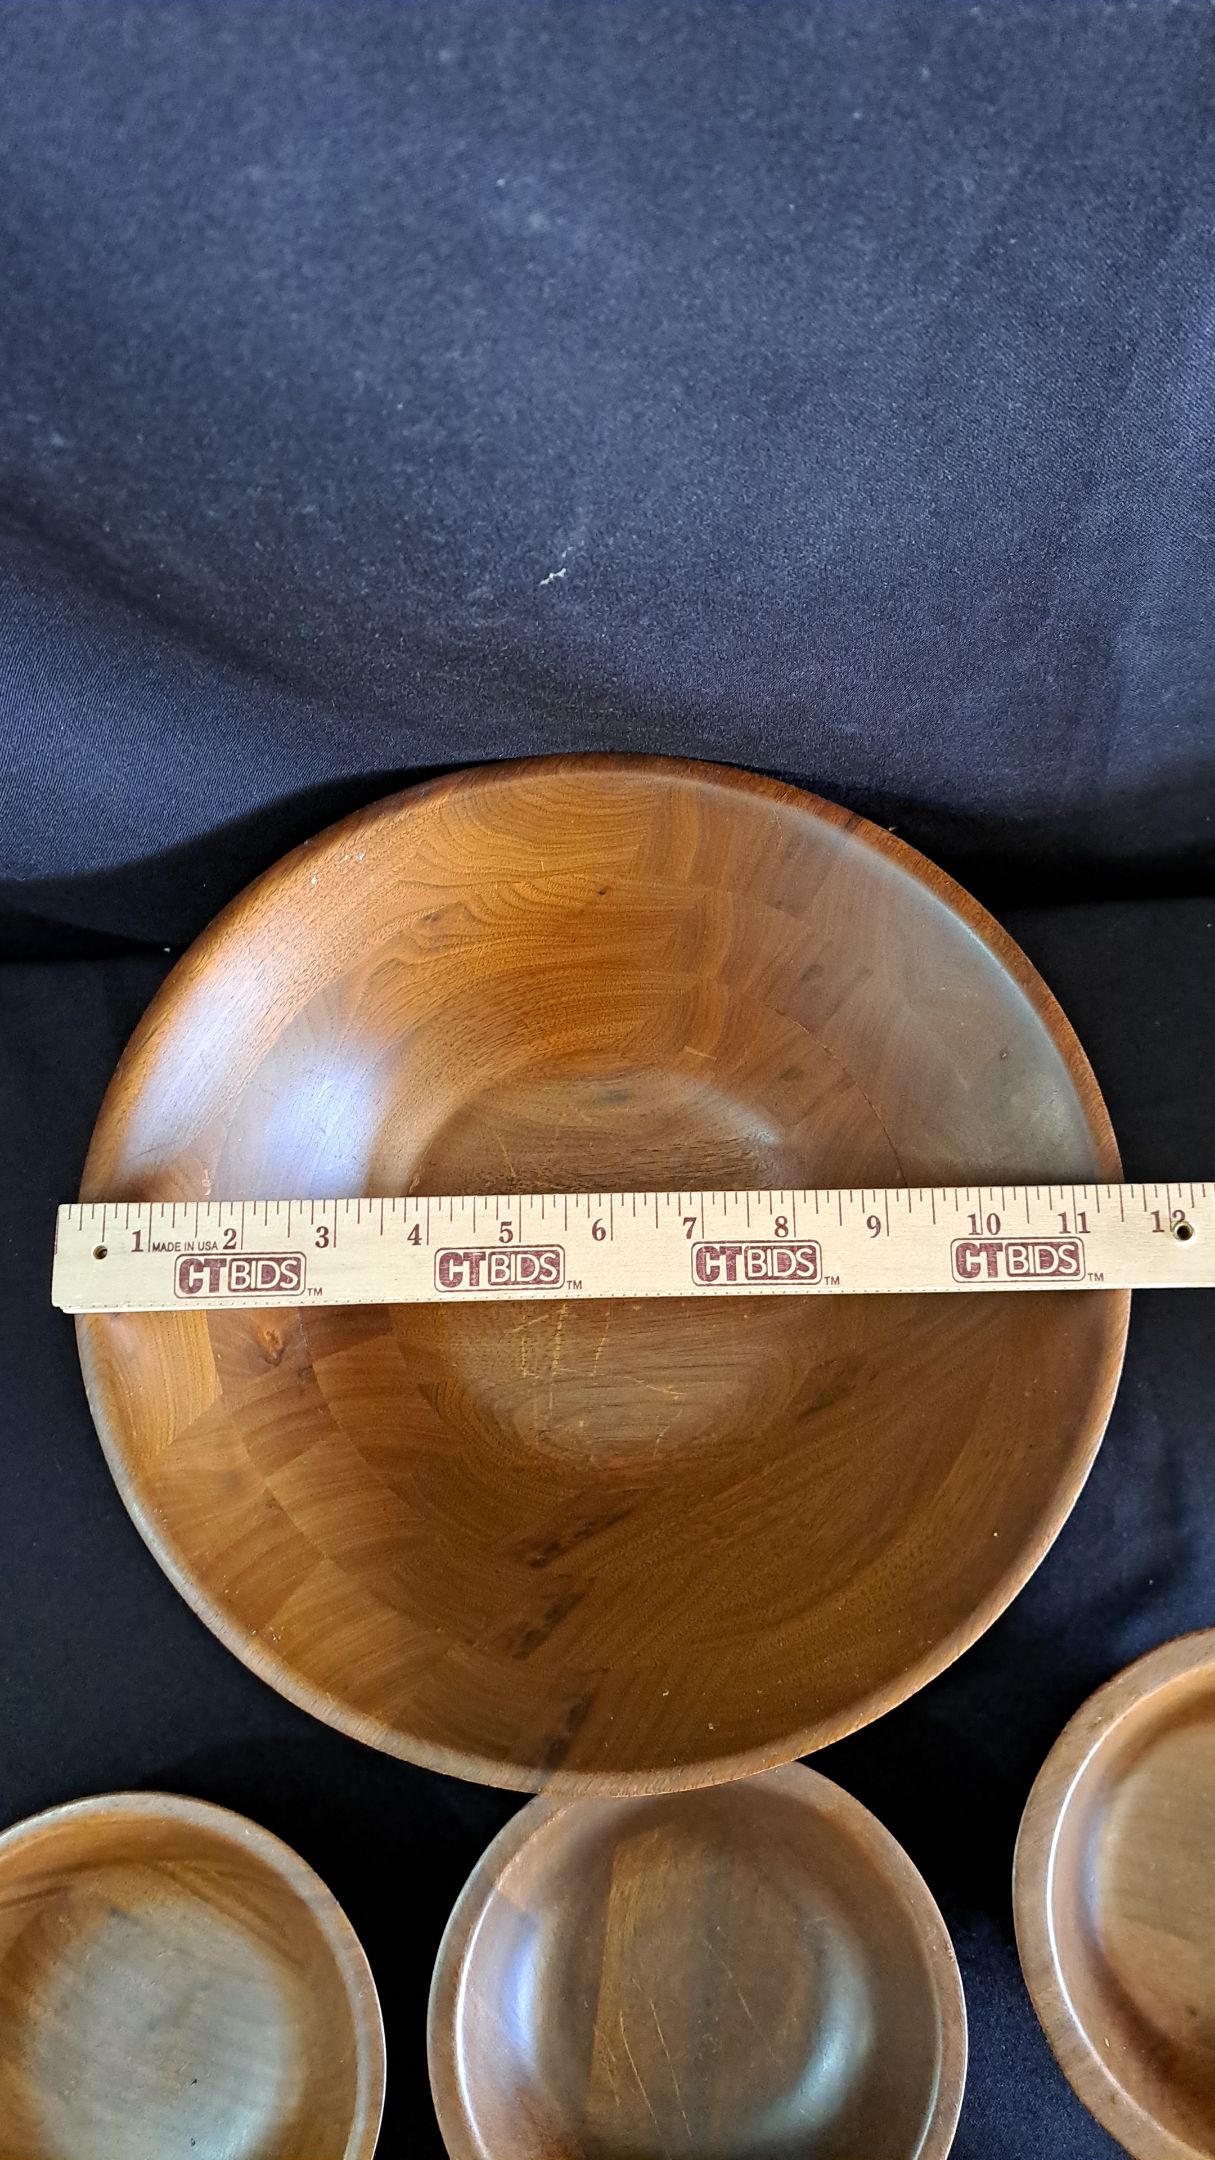 1 2 3 4 5 6 7 8 9 10 11 12
MADE IN USA
CTBIDS™ CTBIDS™ CTBIDS™ CTBIDS™